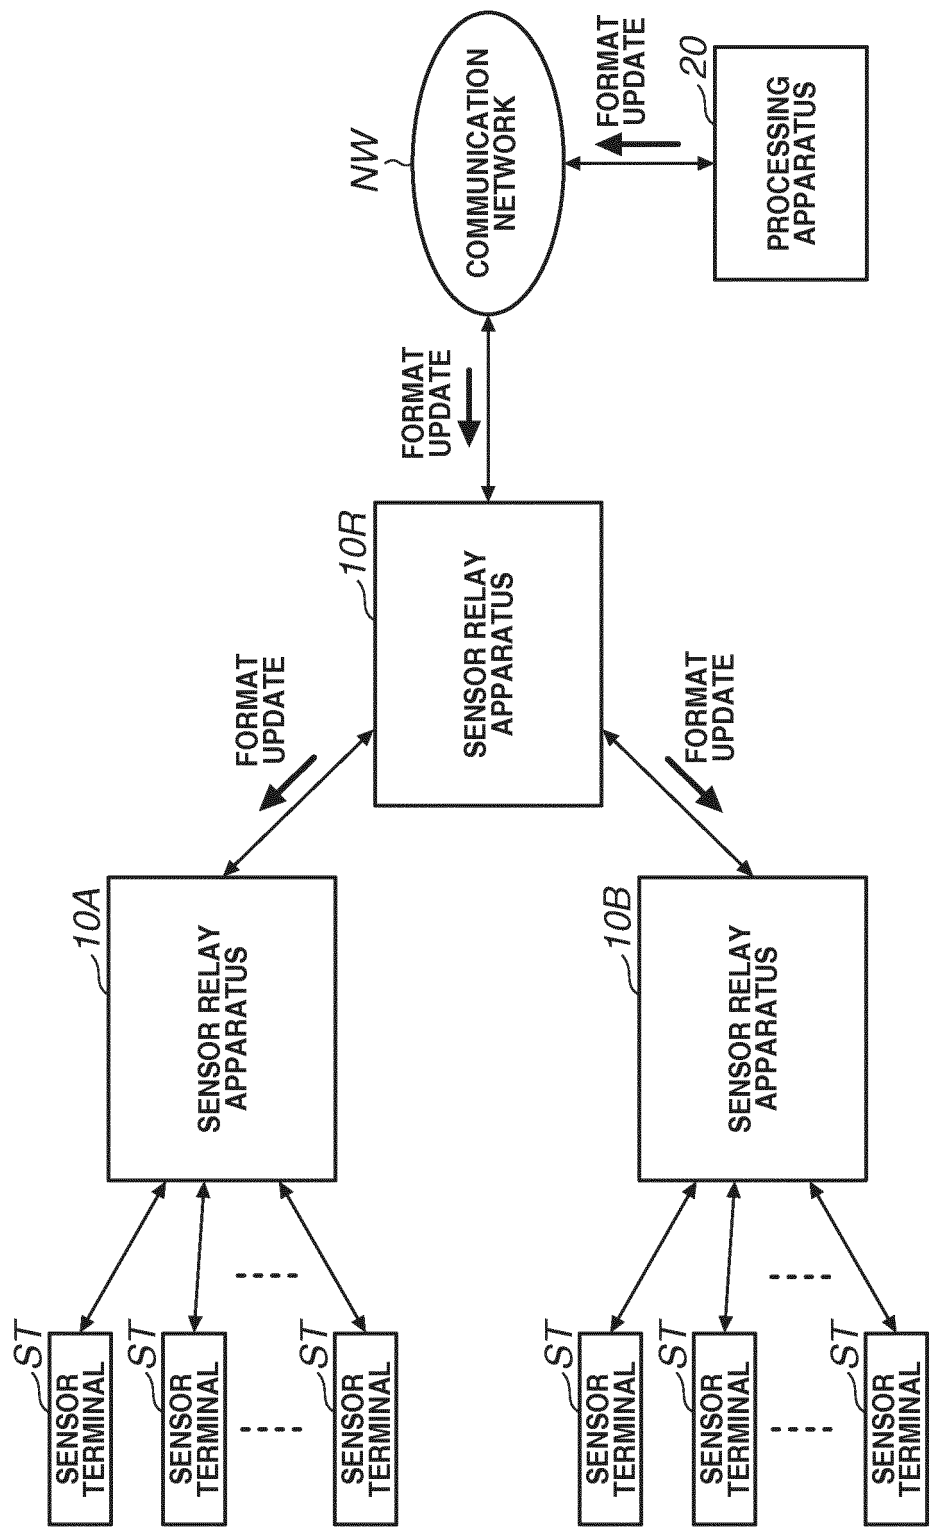 ST
SENSOR
TERMINAL
ST
SENSOR
TERMINAL
ST
SENSOR
TERMINAL
10A
SENSOR RELAY
APPARATUS
FORMAT
UPDATE
10R
SENSOR RELAY
APPARATUS
FORMAT
UPDATE
NW
COMMUNICATION
NETWORK
FORMAT
UPDATE
20
PROCESSING
APPARATUS
ST
SENSOR
TERMINAL
ST
SENSOR
TERMINAL
ST
SENSOR
TERMINAL
10B
SENSOR RELAY
APPARATUS
FORMAT
UPDATE